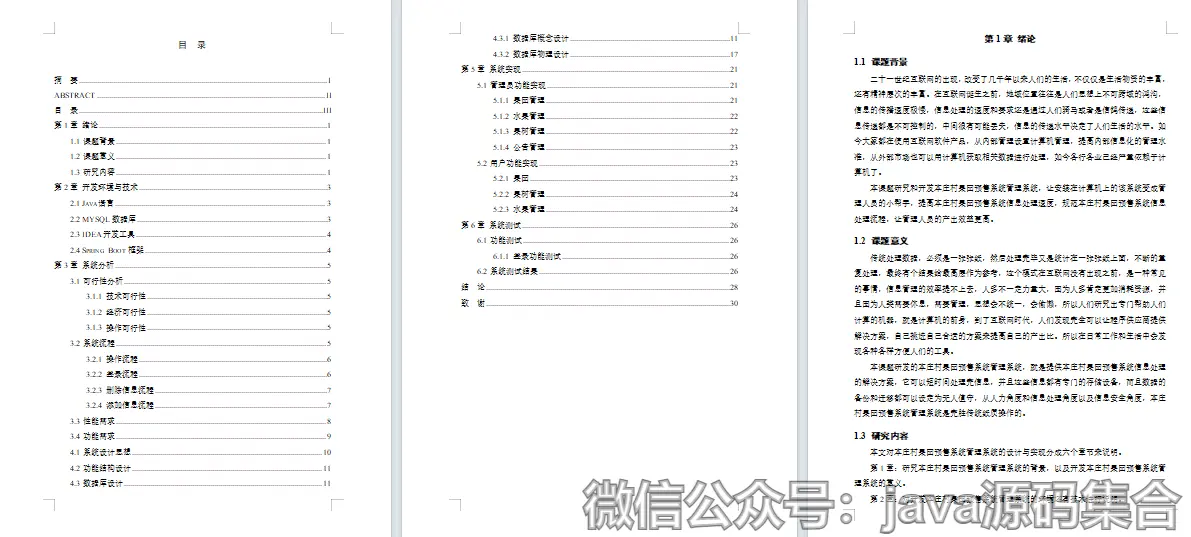 目 录
摘 要 1
ABSTRACT II
目 录 III
第 1 章 绪论 1
1.1 课题背景 1
1.2 课题意义 1
1.3 研究内容 1
第 2 章 开发环境与技术 3
2.1 JAVA 语言 3
2.2 MYSQL 数据库 3
2.3 IDEA 开发工具 4
2.4 SPRING BOOT 框架 4
第 3 章 系统分析 5
3.1 可行性分析 5
3.1.1 技术可行性 5
3.1.2 经济可行性 5
3.1.3 操作可行性 5
3.2 系统流程 5
3.2.1 操作流程 6
3.2.2 登录流程 6
3.2.3 删除信息流程 7
3.2.4 添加信息流程 7
3.3 性能需求 8
3.4 功能需求 9
4.1 系统设计思想 10
4.2 功能结构设计 11
4.3 数据库设计 11
4.3.1 数据库概念设计 11
4.3.2 数据库物理设计 17
第 5 章 系统实现 21
5.1 管理员功能实现 21
5.1.1 果园管理 21
5.1.2 水果管理 22
5.1.3 果树管理 22
5.1.4 公告管理 23
5.2 用户功能实现 23
5.2.1 果园 23
5.2.2 果树管理 24
5.2.3 水果管理 24
第 6 章 系统测试 26
6.1 功能测试 26
6.1.1 登录功能测试 26
6.2 系统测试结果 26
结 论 28
致 谢 30
第 1 章 绪论
1.1 课题背景
二十一世纪互联网的出现，改变了几千年以来人们的生活，不仅仅是生活物资的丰富，
还有精神层次的丰富。在互联网诞生之前，地域位置往往是人们思想上不可跨域的鸿沟，
信息的传播速度极慢，信息处理的速度和要求还是通过人们骑马或者是信鸽传递，这些信
息传递都是不可控制的，中间很有可能丢失，信息的传递水平决定了人们生活的水平。如
今大家都在使用互联网软件产品，从内部管理设置计算机管理，提高内部信息化的管理水
准，从外部市场也可以用计算机获取相关数据进行处理，如今各行各业已经严重依赖于计
算机了。
本课题研究和开发本庄村果园预售系统管理系统，让安装在计算机上的该系统变成管
理人员的小帮手，提高本庄村果园预售系统信息处理速度，规范本庄村果园预售系统信息
处理流程，让管理人员的产出效率更高。
1.2 课题意义
传统处理数据，必须是一张张纸，然后处理完毕又是统计在一张张纸上面，不断的重
复处理，最终有个结果给最高层作为参考，这个模式在互联网没有出现之前，是一种常见
的事情，信息管理的效率提不上去，人多不一定力量大，因为人多肯定更加消耗资源，并
且因为人类需要休息，需要管理，思想会不统一，会偷懒，所以人们研究出专门帮助人们
计算的机器，就是计算机的前身，到了互联网时代，人们发现完全可以让程序供应商提供
解决方案，自己挑选自己合适的方案来提高自己的产出比。所以在日常工作和生活中会发
现各种各样方便人们的工具。
本课题研发的本庄村果园预售系统管理系统，就是提供本庄村果园预售系统信息处理
的解决方案，它可以短时间处理完信息，并且这些信息都有专门的存储设备，而且数据的
备份和迁移都可以设定为无人值守，从人力角度和信息处理角度以及信息安全角度，本庄
村果园预售系统管理系统是完胜传统纸质操作的。
1.3 研究内容
本文对本庄村果园预售系统管理系统的设计与实现分成六个章节来说明。
第 1 章：研究本庄村果园预售系统管理系统的背景，以及开发本庄村果园预售系统管
理系统的意义。
微信公众号：java源码集合